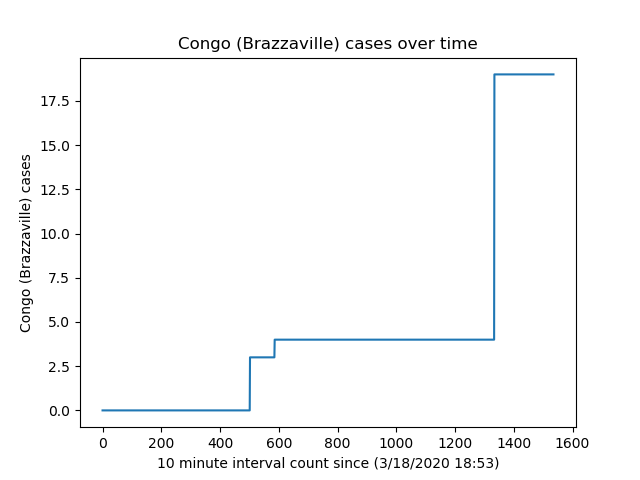 Congo (Brazzaville) cases over time
Congo (Brazzaville) cases
17.5
15.0
12.5
10.0
7.5
5.0
2.5
0.0
0 200 400 600 800 1000 1200 1400 1600
10 minute interval count since (3/18/2020 18:53)